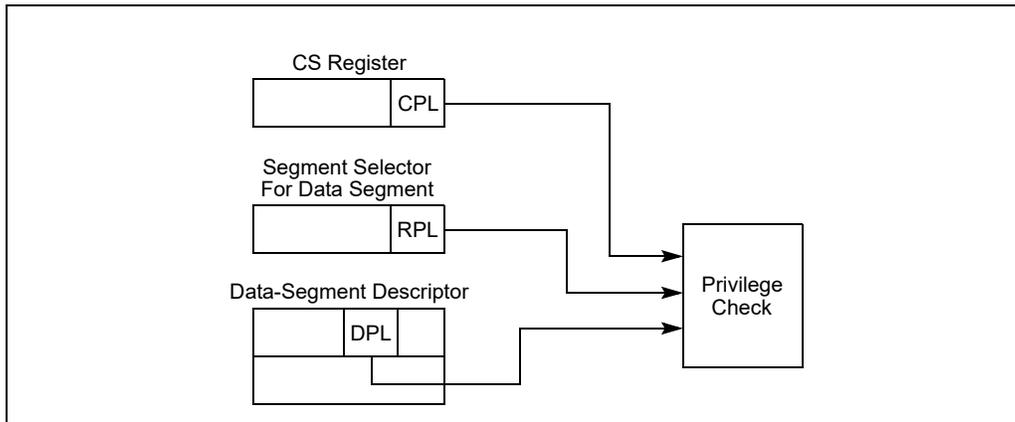 CS Register
CPL
Segment Selector
For Data Segment
RPL
Data-Segment Descriptor
DPL
Privilege
Check